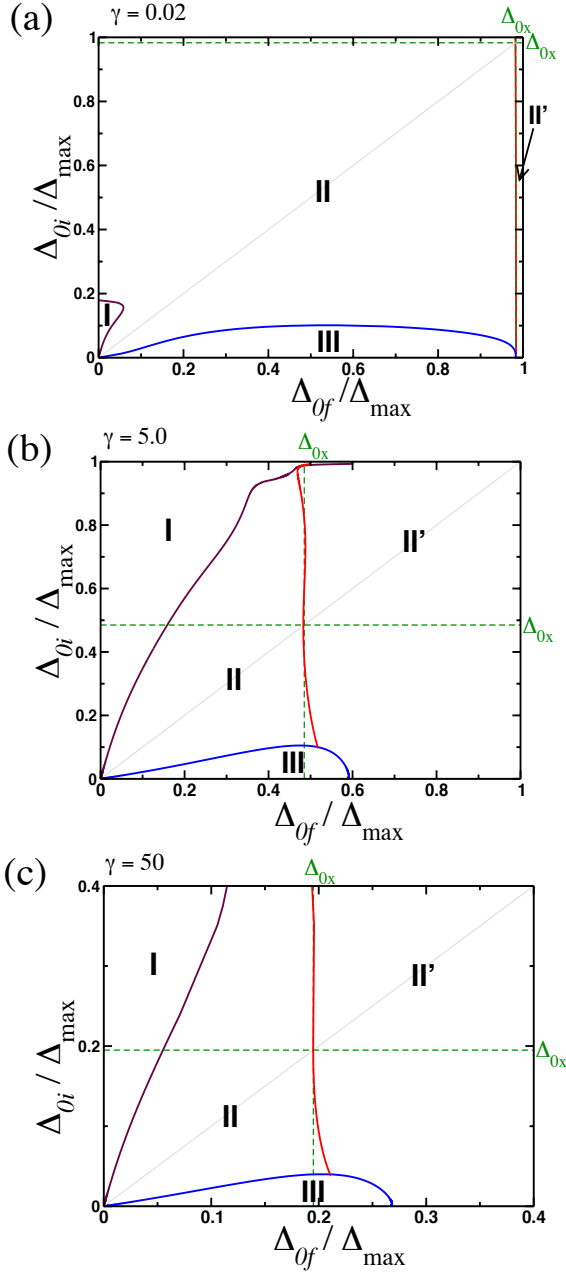 (a)
γ = 0.02
Δ0x
Δ0x
1
0.8
0.6
0.4
0.2
0
Δ0i /Δmax
II'
II
I
III
0 0.2 0.4 0.6 0.8 1
Δ0f /Δmax
(b)
γ = 5.0
Δ0x
1
0.8
0.6
0.4
0.2
0
Δ0i / Δmax
I
II'
Δ0x
II
III
0 0.2 0.4 0.6 0.8 1
Δ0f / Δmax
(c)
γ = 50
Δ0x
0.4
0.2
0
Δ0i / Δmax
I
II'
Δ0x
II
III
0 0.1 0.2 0.3 0.4
Δ0f / Δmax